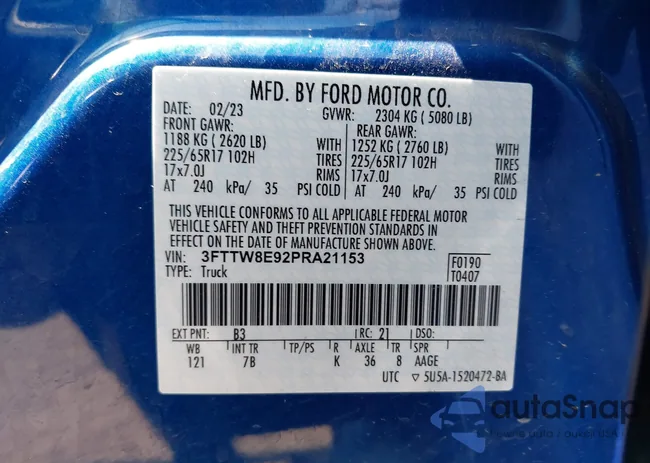 MFD. BY FORD MOTOR CO.
DATE: 02/23 GVWR: 2304 KG ( 5080 LB)
FRONT GAWR: REAR GAWR:
1188 KG ( 2620 LB) WITH 1252 KG ( 2760 LB) WITH
225/65R17 102H TIRES 225/65R17 102H TIRES
17x7.0J RIMS 17x7.0J RIMS
AT 240 kPa/ 35 PSI COLD AT 240 kPa/ 35 PSI COLD
THIS VEHICLE CONFORMS TO ALL APPLICABLE FEDERAL MOTOR
VEHICLE SAFETY AND THEFT PREVENTION STANDARDS IN
EFFECT ON THE DATE OF MANUFACTURE SHOWN ABOVE.
VIN: 3FTTW8E92PRA21153 F0190
TYPE: Truck T0407
EXT PNT: B3 RC: 21 DSO:
WB INT TR TP/PS R AXLE TR SPR
121 7B K 36 8 AAGE
UTC ▽ 5U5A-1520472-BA
autoSnap